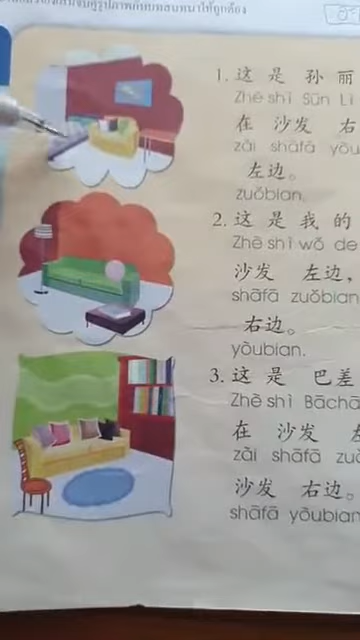 1. 这 是 孙 丽
Zhè shì Sūn Lì
在 沙发 右
zài shāfā yòu
左边。
zuǒbian.
2. 这 是 我 的
Zhè shì wǒ de
沙发 左边，
shāfā zuǒbian
右边。
yòubian.
3. 这 是 巴差
Zhè shì Bāchā
在 沙发 左
zài shāfā zuǒ
沙发 右边。
shāfā yòubian